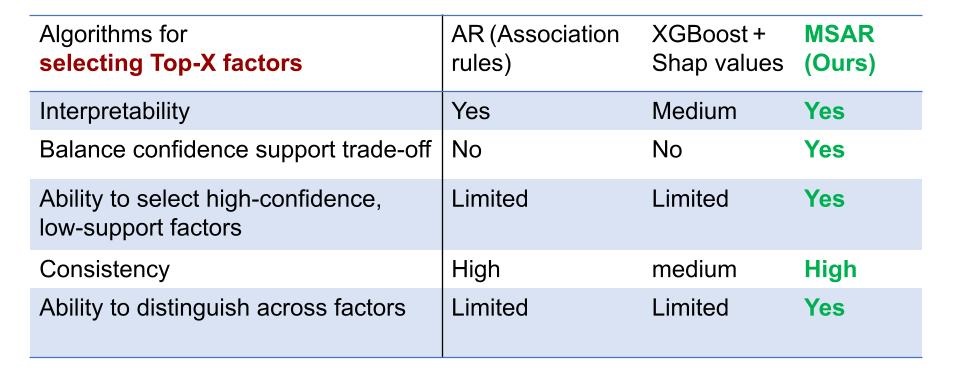 Algorithms for AR (Association XGBoost + MSAR
selecting Top-X factors rules) Shap values (Ours)
Interpretability Yes Medium Yes
Balance confidence support trade-off No No Yes
Ability to select high-confidence, Limited Limited Yes
low-support factors
Consistency High medium High
Ability to distinguish across factors Limited Limited Yes